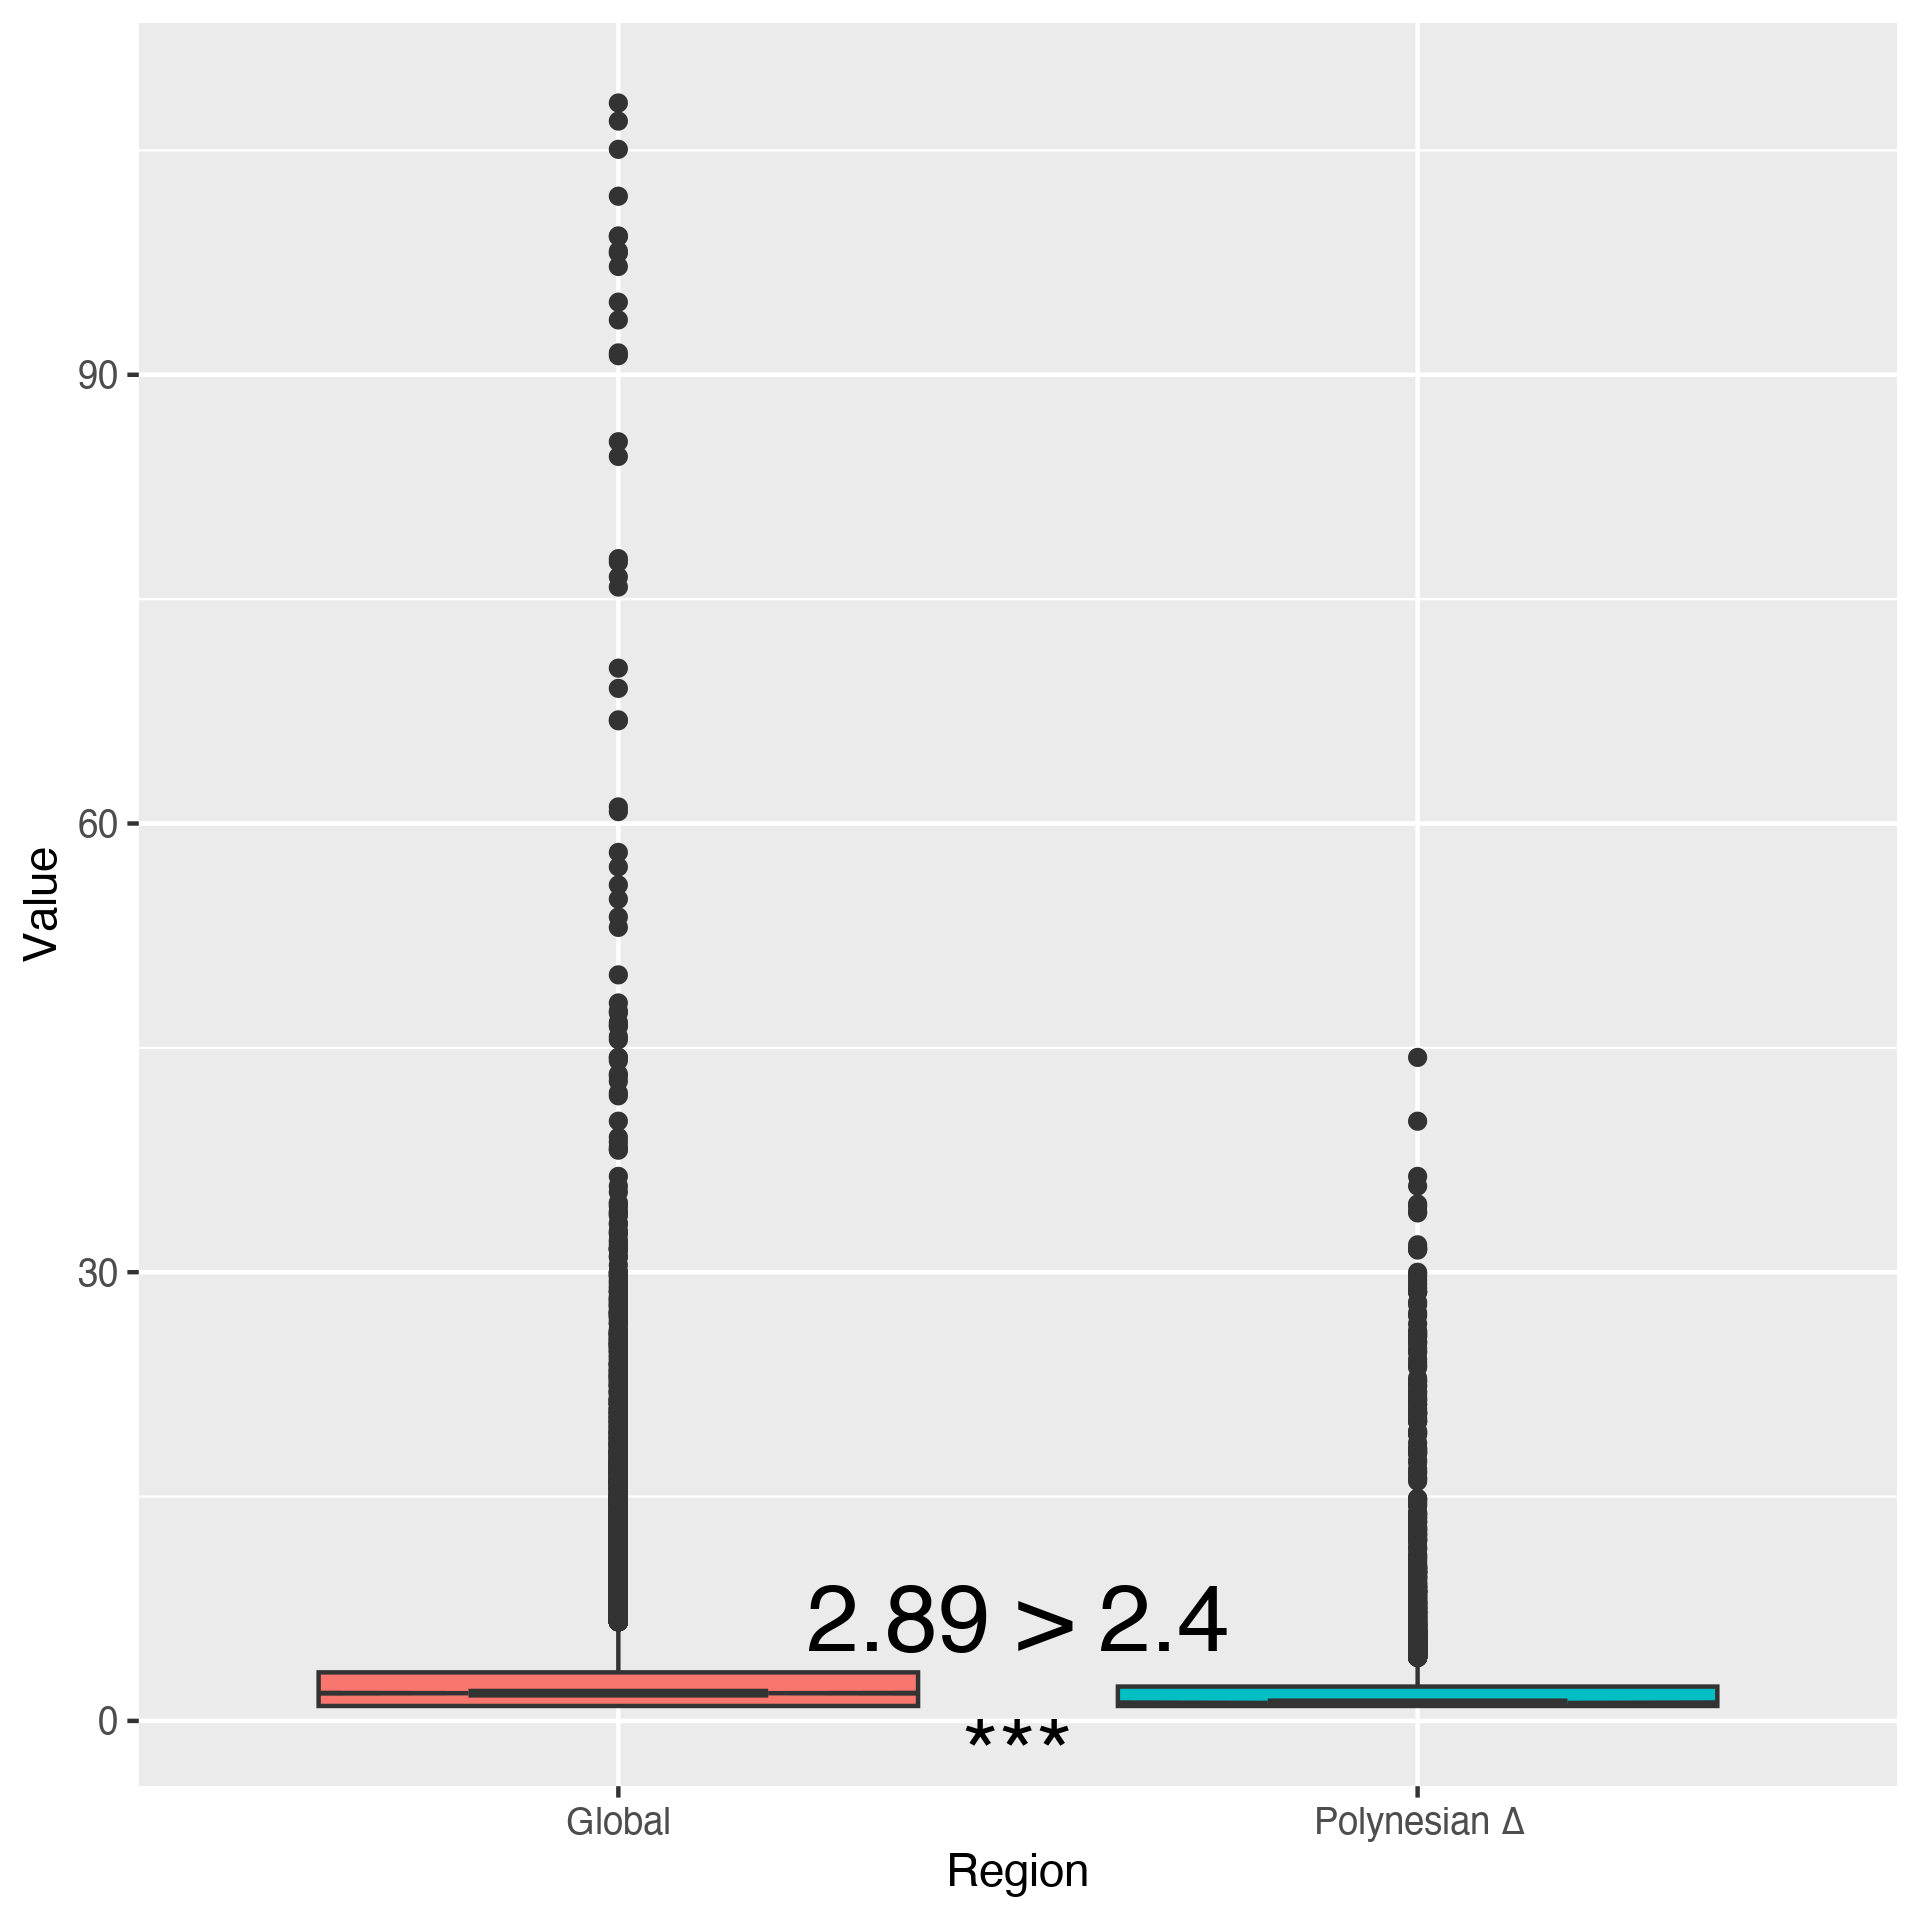 90
60
30
0
Value
2.89 > 2.4
***
Global
Polynesian Δ
Region